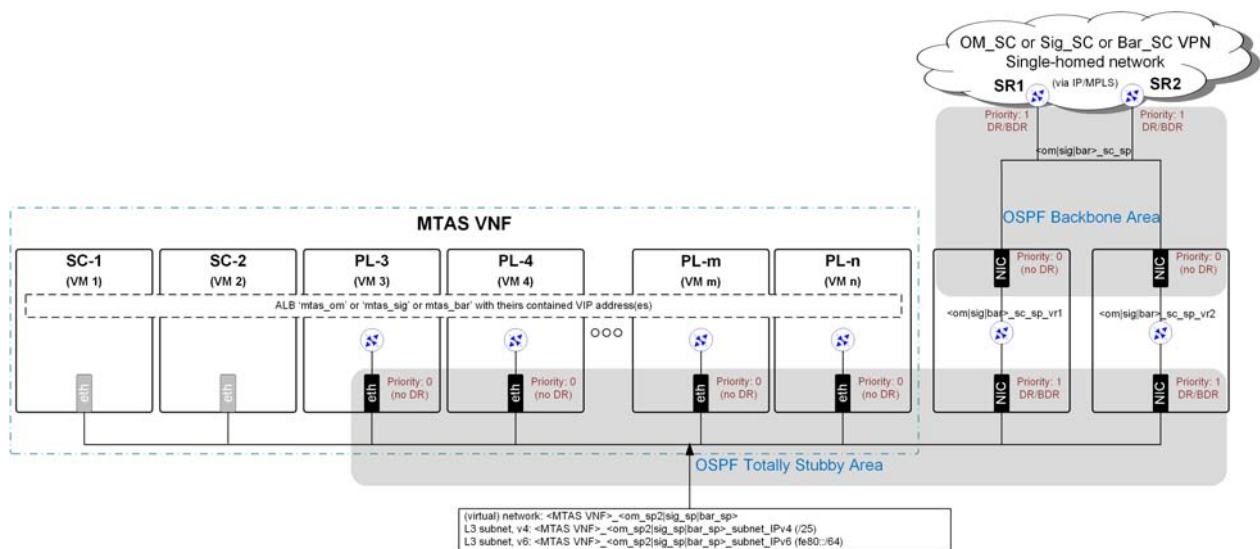 OM_SC or Sig_SC or Bar_SC VPN
Single-homed network
SR1 (via IP/MPLS) SR2
Priority: 1
DR/BDR
Priority: 1
DR/BDR
<om|sig|bar>_sc_sp
OSPF Backbone Area
MTAS VNF
SC-1
(VM 1)
SC-2
(VM 2)
PL-3
(VM 3)
PL-4
(VM 4)
PL-m
(VM m)
PL-n
(VM n)
NIC
Priority: 0
(no DR)
NIC
Priority: 0
(no DR)
ALB 'mtas_om' or 'mtas_sig' or mtas_bar' with theirs contained VIP address(es)
<om|sig|bar>_sc_sp_vr1
<om|sig|bar>_sc_sp_vr2
eth
eth
eth
Priority: 0
(no DR)
eth
Priority: 0
(no DR)
eth
Priority: 0
(no DR)
eth
Priority: 0
(no DR)
NIC
Priority: 1
DR/BDR
NIC
Priority: 1
DR/BDR
OSPF Totally Stubby Area
(virtual) network: <MTAS VNF>_<om_sp2|sig_sp|bar_sp>
L3 subnet, v4: <MTAS VNF>_<om_sp2|sig_sp|bar_sp>_subnet_IPv4 (/25)
L3 subnet, v6: <MTAS VNF>_<om_sp2|sig_sp|bar_sp>_subnet_IPv6 (fe80::/64)